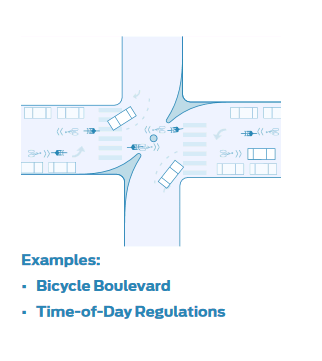 Examples:
▪ Bicycle Boulevard
▪ Time-of-Day Regulations